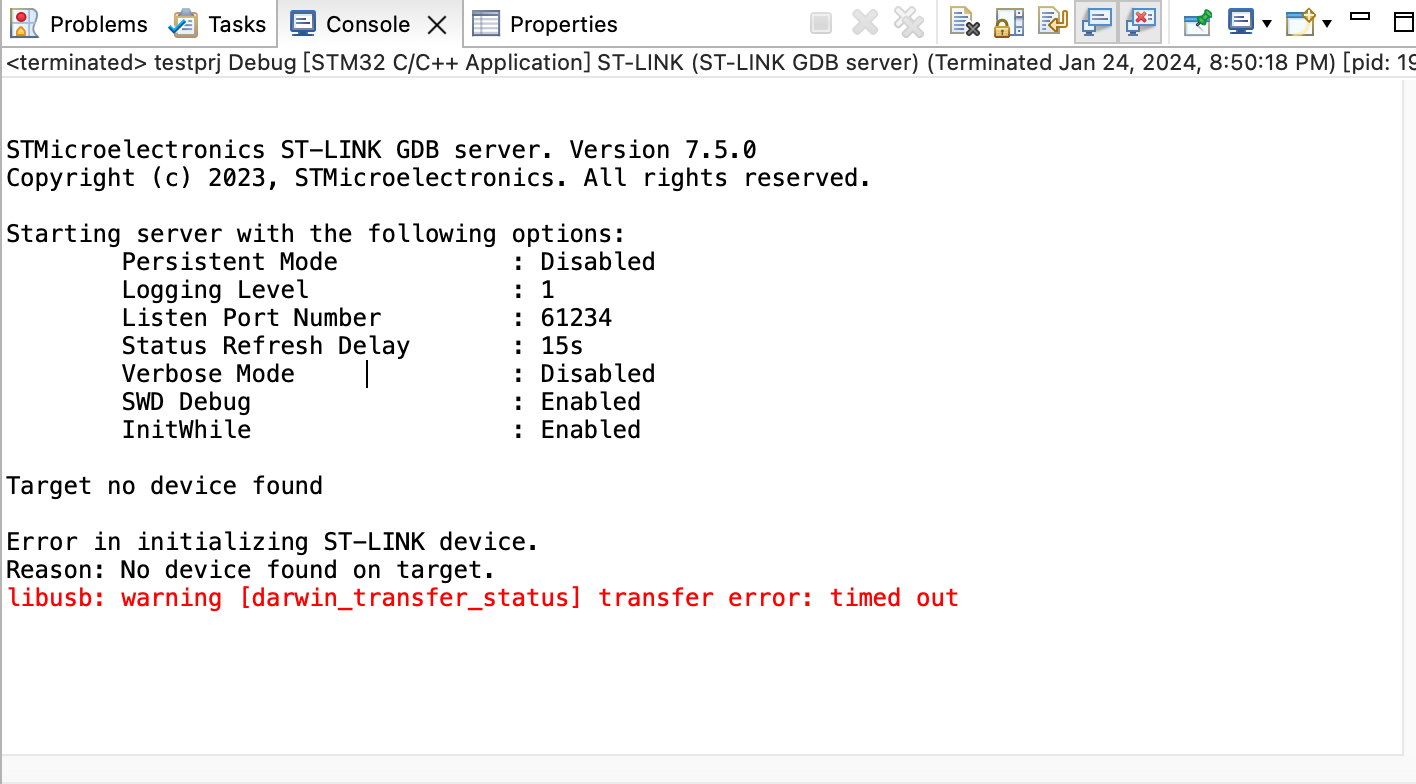 Problems Tasks Console Properties
<terminated> testprj Debug [STM32 C/C++ Application] ST-LINK (ST-LINK GDB server) (Terminated Jan 24, 2024, 8:50:18 PM) [pid: 19
STMicroelectronics ST-LINK GDB server. Version 7.5.0
Copyright (c) 2023, STMicroelectronics. All rights reserved.
Starting server with the following options:
Persistent Mode : Disabled
Logging Level : 1
Listen Port Number : 61234
Status Refresh Delay : 15s
Verbose Mode : Disabled
SWD Debug : Enabled
InitWhile : Enabled
Target no device found
Error in initializing ST-LINK device.
Reason: No device found on target.
libusb: warning [darwin_transfer_status] transfer error: timed out